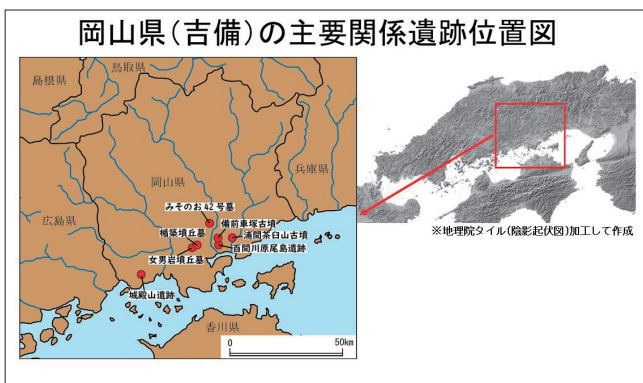 岡山県(吉備)の主要関係遺跡位置図
鳥取県
島根県
兵庫県
岡山県
広島県
みそのお42号墓
備前車塚古墳
楯築墳丘墓
浦間茶臼山古墳
百間川原尾島遺跡
女男岩墳丘墓
城殿山遺跡
香川県
0
50km
※地理院タイル(陰影起伏図)加工して作成